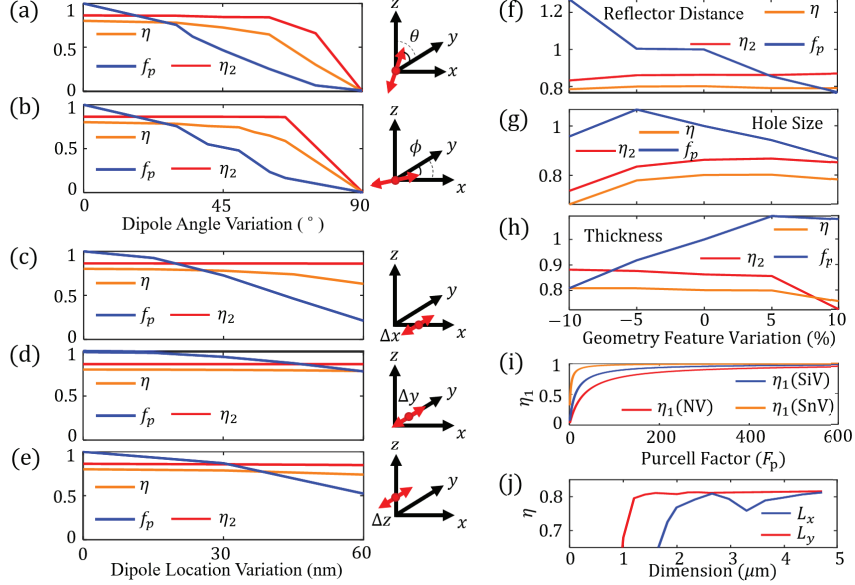 (a)
1
0.5
0
η
f_p
η_2
z
θ
y
x
(b)
1
0.5
0
η
f_p
η_2
z
ϕ
y
x
0
45
90
Dipole Angle Variation (°)
(c)
1
0.5
0
η
f_p
η_2
z
y
x
Δx
(d)
1
0.5
0
η
f_p
η_2
z
Δy
y
x
(e)
1
0.5
0
η
f_p
η_2
z
y
x
Δz
0
30
60
Dipole Location Variation (nm)
(f)
1.2
1
0.8
Reflector Distance
η
η_2
f_p
(g)
1
0.8
Hole Size
η
η_2
f_p
(h)
1
0.9
0.8
Thickness
η
η_2
f_p
−10
−5
0
5
10
Geometry Feature Variation (%)
(i)
1
0.5
0
η_1
η_1(SiV)
η_1(NV)
η_1(SnV)
0
200
400
600
Purcell Factor (F_p)
(j)
0.8
0.7
η
L_x
L_y
0
1
2
3
4
5
Dimension (μm)